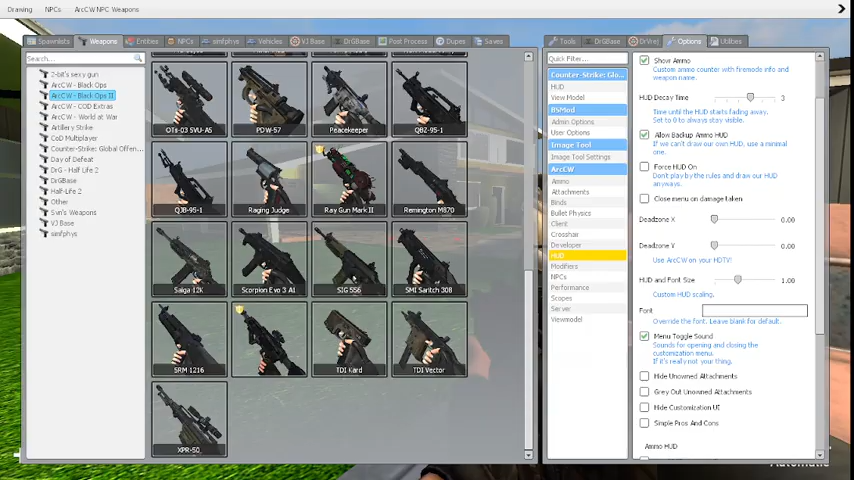 Drawing NPCs ArcCW NPC Weapons
Spawnlists Weapons Entities NPCs simfphys Vehicles VJ Base DrGBase Post Process Dupes Saves
Search...
2-bit's sexy gun
ArcCW - Black Ops
ArcCW - Black Ops II
ArcCW - COD Extras
ArcCW - World at War
Artillery Strike
CoD Multiplayer
Counter-Strike: Global Offen...
Day of Defeat
DrG - Half Life 2
DrGBase
Half-Life 2
Other
Svn's Weapons
VJ Base
simfphys
OTs-03 SVU-AS PDW-57 Peacekeeper QBZ-95-1
QJB-95-1 Raging Judge Ray Gun Mark II Remington M870
Saiga 12K Scorpion Evo 3 A1 SIG 556 SMI Saritch 308
SRM 1216 TDI Kard TDI Vector
XPR-50
Tools DrGBase DrVrej Options Utilities
Quick Filter...
Counter-Strike: Glo...
HUD
View Model
BSMod
Admin Options
User Options
Image Tool
Image Tool Settings
ArcCW
Ammo
Attachments
Binds
Bullet Physics
Client
Crosshair
Developer
HUD
Modifiers
NPCs
Performance
Scopes
Server
Viewmodel
Show Ammo
Custom ammo counter with firemode info and
weapon name.
HUD Decay Time 3
Time until the HUD starts fading away.
Set to 0 to always stay visible.
Allow Backup Ammo HUD
If we can't draw our own HUD, use a minimal
one.
Force HUD On
Don't play by the rules and draw our HUD
anyways.
Close menu on damage taken
Deadzone X 0.00
Deadzone Y 0.00
Use ArcCW on your HDTV!
HUD and Font Size 1.00
Custom HUD scaling.
Font
Override the font. Leave blank for default.
Menu Toggle Sound
Sounds for opening and closing the
customization menu.
If it's really not your thing.
Hide Unowned Attachments
Grey Out Unowned Attachments
Hide Customization UI
Simple Pros And Cons
Ammo HUD
Automatic